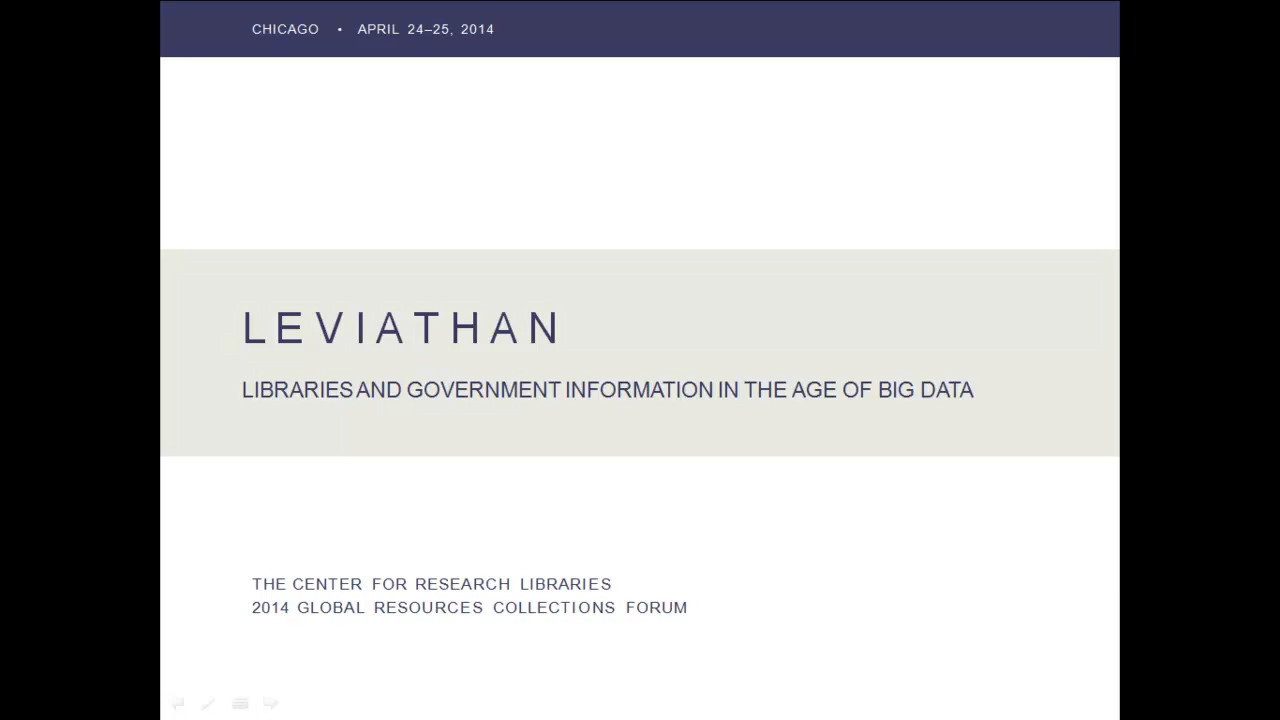 CHICAGO • APRIL 24–25, 2014
LEVIATHAN
LIBRARIES AND GOVERNMENT INFORMATION IN THE AGE OF BIG DATA
THE CENTER FOR RESEARCH LIBRARIES
2014 GLOBAL RESOURCES COLLECTIONS FORUM